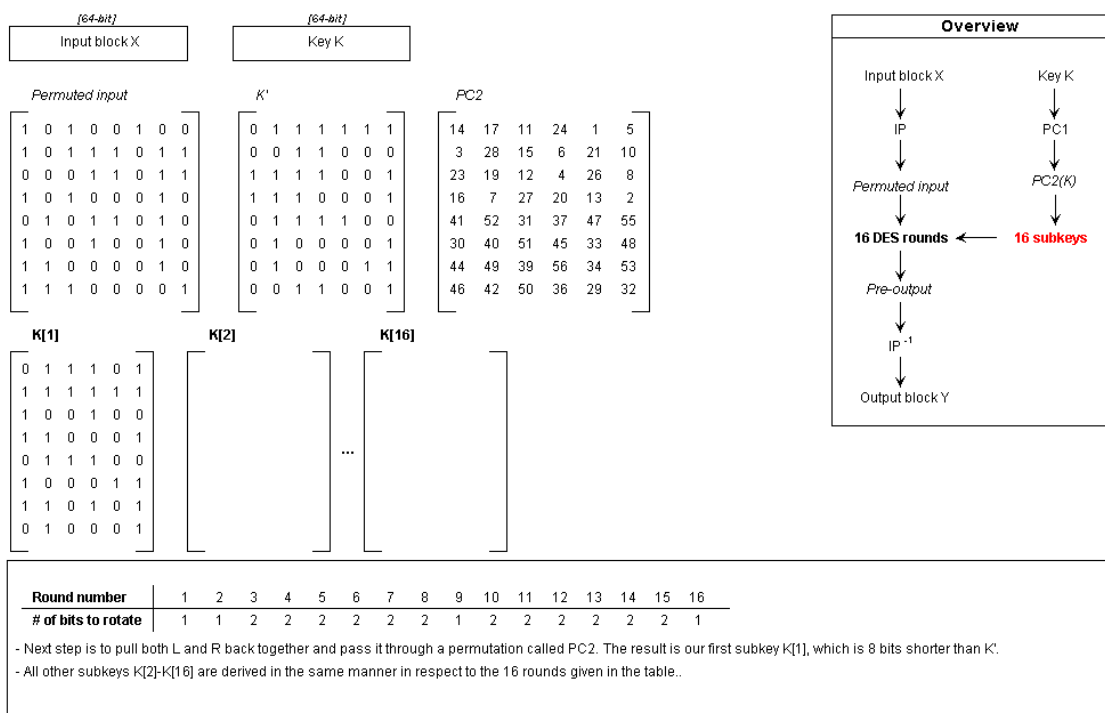 [64-bit]
Input block X
[64-bit]
Key K
Permuted input
1 0 1 0 0 1 0 0
1 0 1 1 1 0 1 1
0 0 0 1 1 0 1 1
1 0 1 0 0 0 1 0
0 1 0 1 1 0 1 0
1 0 0 1 0 0 1 0
1 1 0 0 0 0 1 0
1 1 1 0 0 0 0 1
K'
0 1 1 1 1 1 1
0 0 1 1 0 0 0
1 1 1 1 0 0 1
1 1 1 0 0 0 1
0 1 1 1 1 0 0
0 1 0 0 0 0 1
0 1 0 0 0 1 1
0 0 1 1 0 0 1
PC2
14 17 11 24 1 5
3 28 15 6 21 10
23 19 12 4 26 8
16 7 27 20 13 2
41 52 31 37 47 55
30 40 51 45 33 48
44 49 39 56 34 53
46 42 50 36 29 32
K[1]
0 1 1 1 0 1
1 1 1 1 1 1
1 0 0 1 0 0
1 1 0 0 0 1
0 1 1 1 0 0
1 0 0 0 1 1
1 1 0 1 0 1
0 1 0 0 0 1
K[2]
...
K[16]
Overview
Input block X
Key K
IP
PC1
Permuted input
PC2(K)
16 DES rounds
16 subkeys
Pre-output
IP -1
Output block Y
Round number 1 2 3 4 5 6 7 8 9 10 11 12 13 14 15 16
# of bits to rotate 1 1 2 2 2 2 2 2 1 2 2 2 2 2 2 1
- Next step is to pull both L and R back together and pass it through a permutation called PC2. The result is our first subkey K[1], which is 8 bits shorter than K'.
- All other subkeys K[2]-K[16] are derived in the same manner in respect to the 16 rounds given in the table..